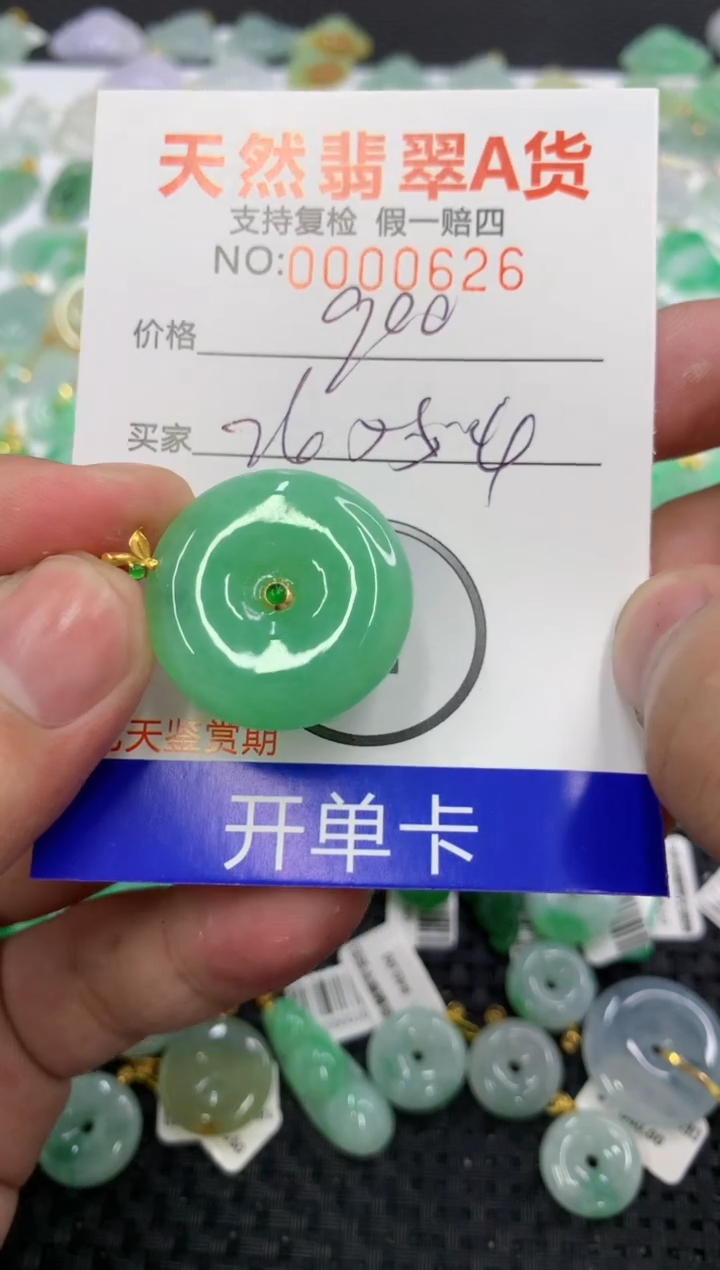 天然翡翠A货
支持复检 假一赔四
NO:0000626
价格 900
买家
天鉴赏期
开单卡